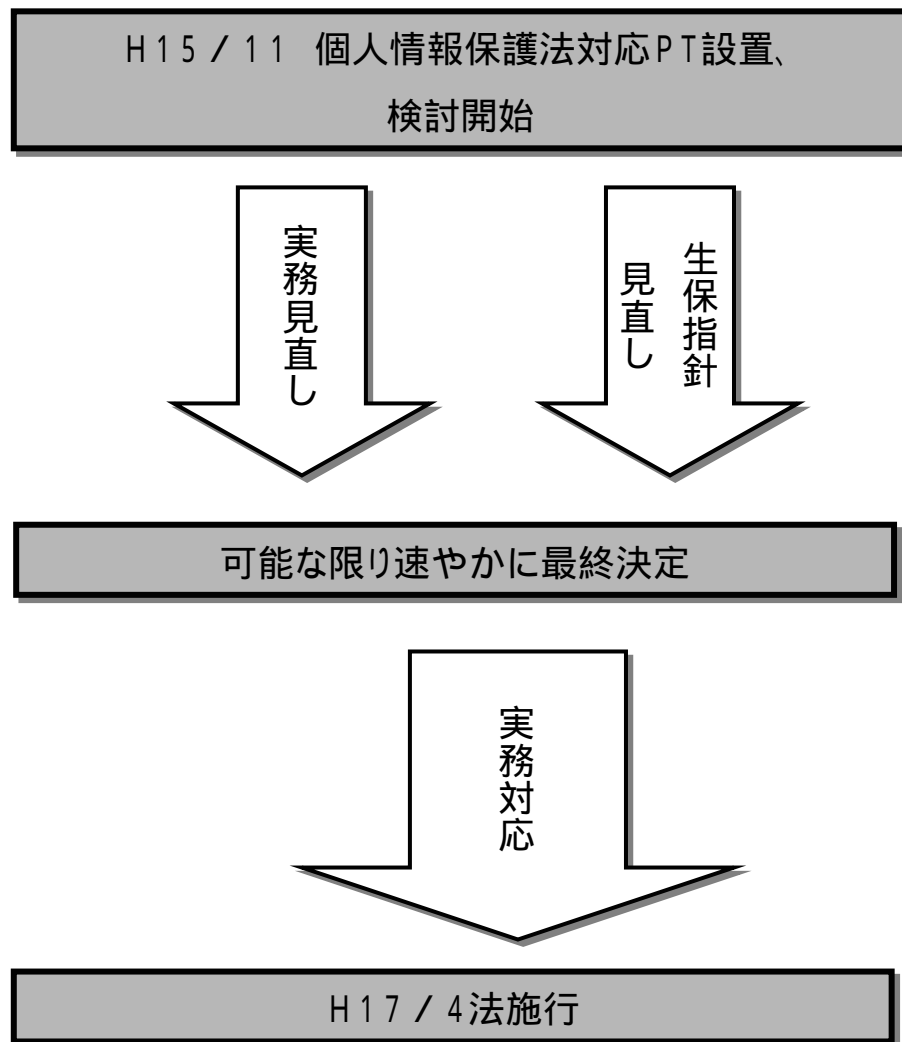 H15/11 個人情報保護法対応PT設置、
検討開始
実務見直し
生保指針
見直し
可能な限り速やかに最終決定
実務対応
H17/4法施行